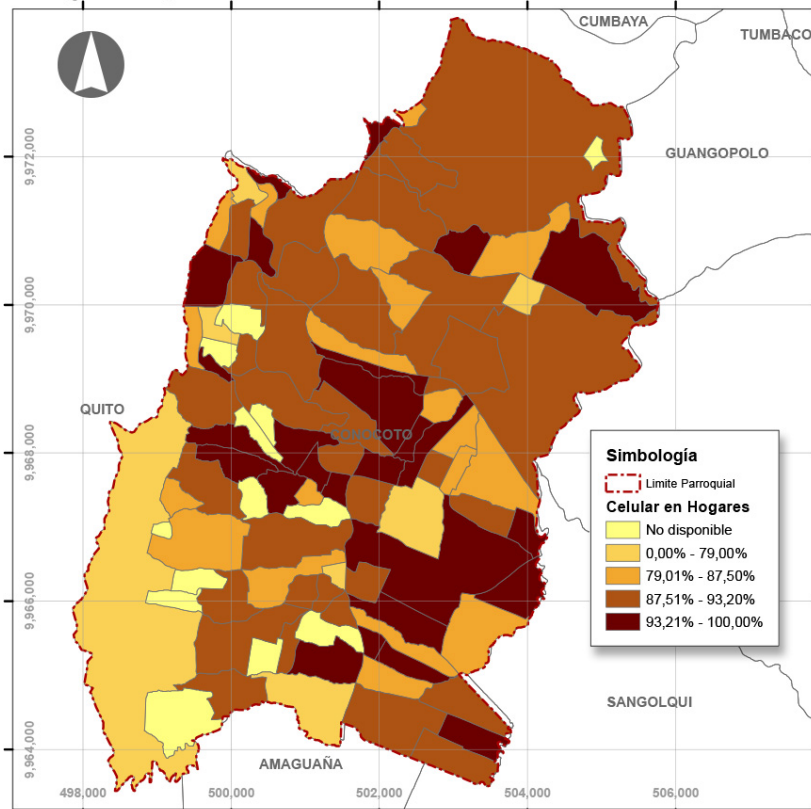 CUMBAYA
TUMBACO
9,972,000
GUANGOPOLO
9,970,000
QUITO
CONOCOTO
9,968,000
Simbología
Limite Parroquial
Celular en Hogares
No disponible
0,00% - 79,00%
79,01% - 87,50%
87,51% - 93,20%
93,21% - 100,00%
9,966,000
SANGOLQUI
9,964,000
AMAGUAÑA
498,000
500,000
502,000
504,000
506,000